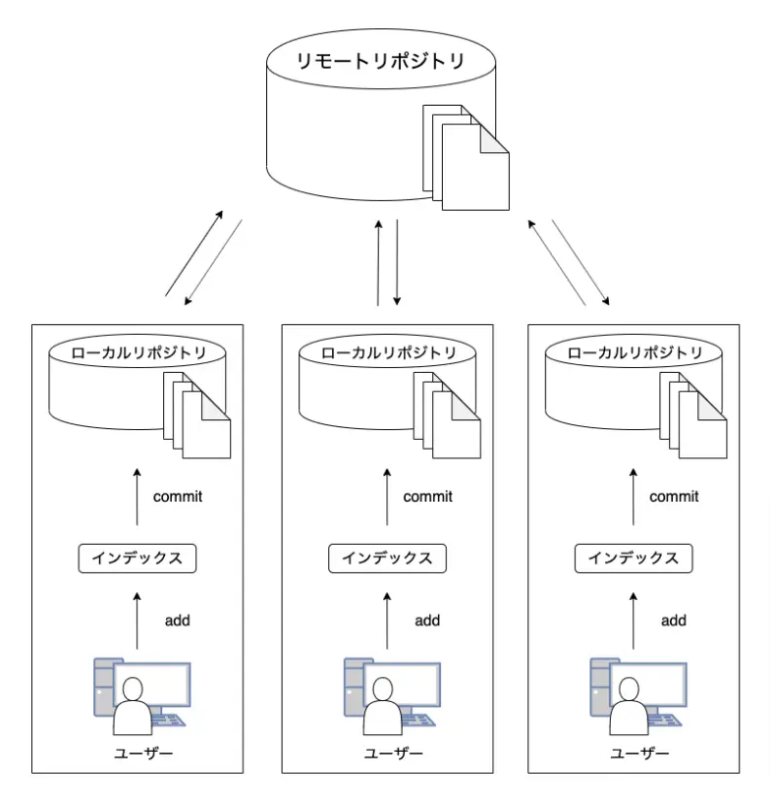 リモートリポジトリ
ローカルリポジトリ
ローカルリポジトリ
ローカルリポジトリ
commit
commit
commit
インデックス
インデックス
インデックス
add
add
add
ユーザー
ユーザー
ユーザー